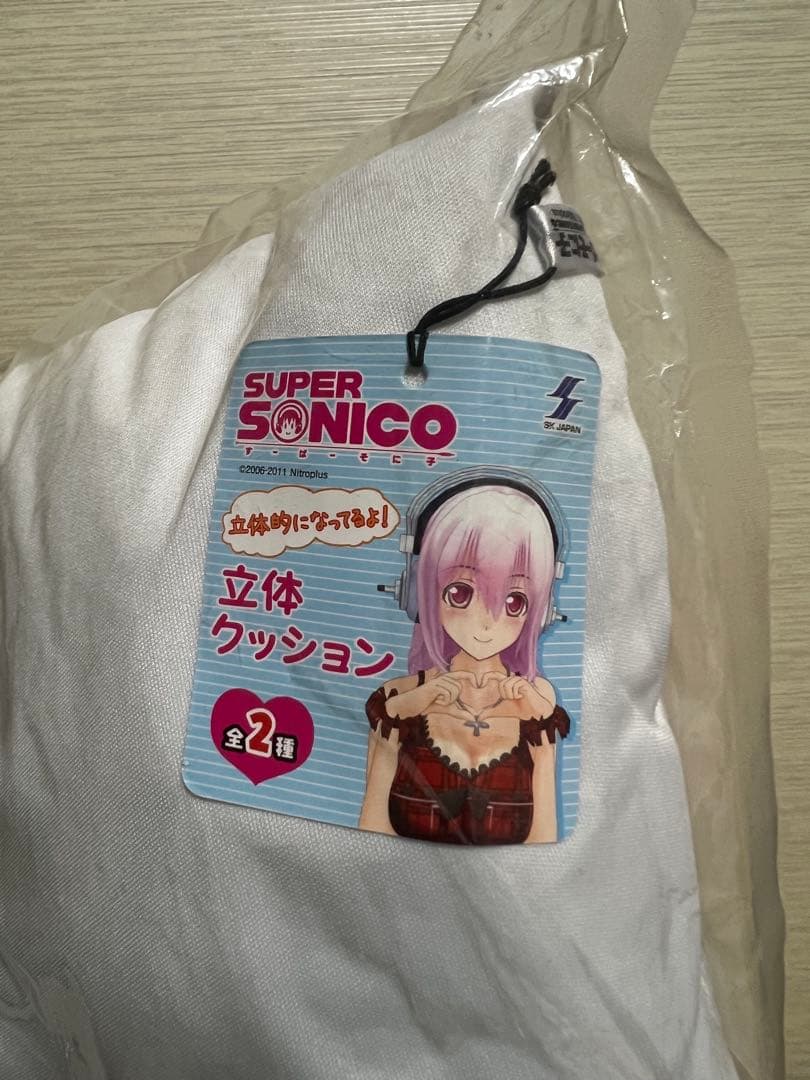 SUPER
SONICO
すーぱーそに子
©2006-2011 Nitroplus
SK JAPAN
立体的になってるよ!
立体
クッション
全2種